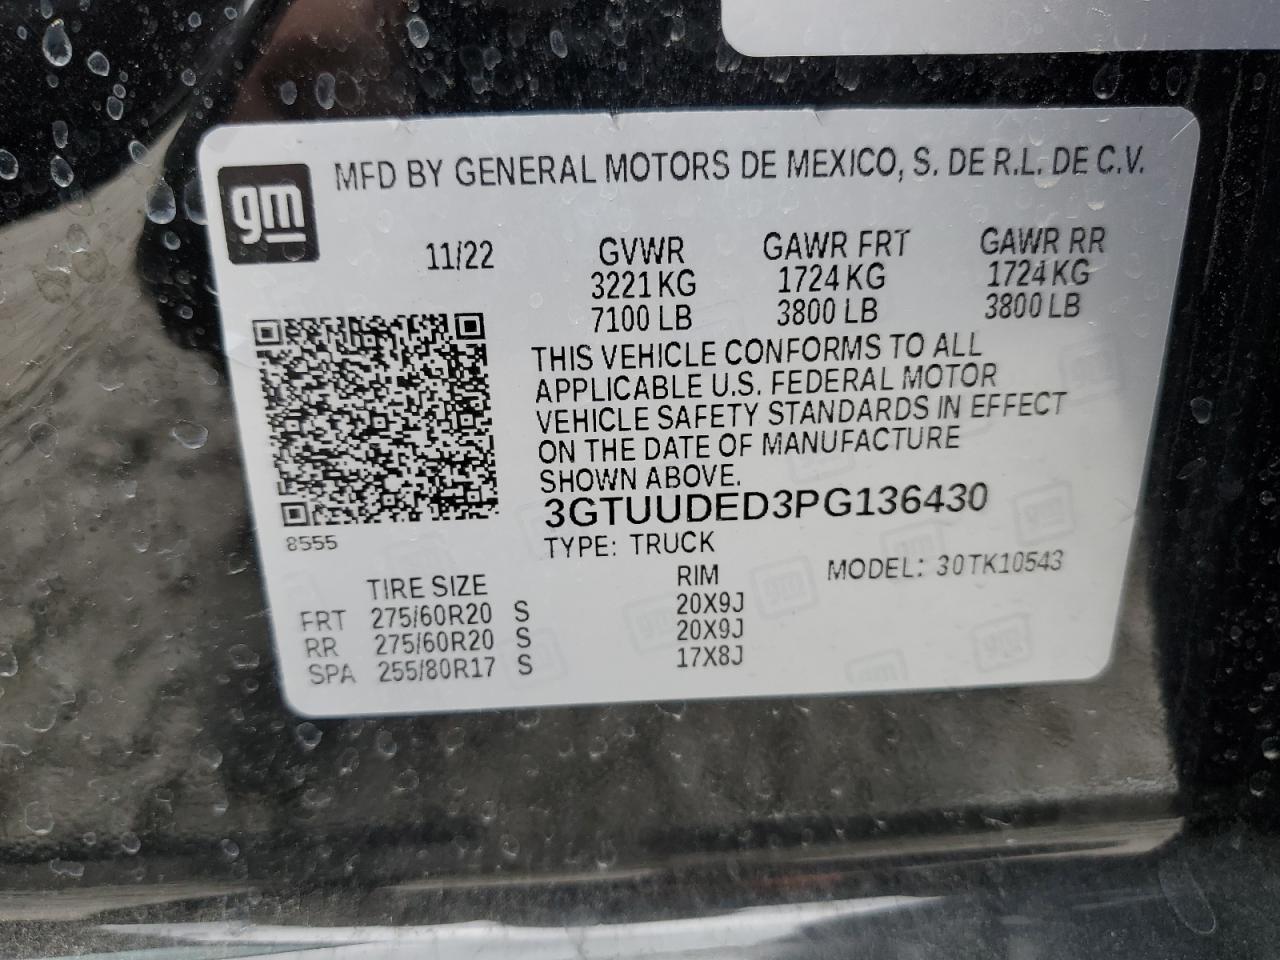 gm
MFD BY GENERAL MOTORS DE MEXICO, S. DE R.L. DE C.V.
11/22 GVWR GAWR FRT GAWR RR
3221 KG 1724 KG 1724 KG
7100 LB 3800 LB 3800 LB
THIS VEHICLE CONFORMS TO ALL
APPLICABLE U.S. FEDERAL MOTOR
VEHICLE SAFETY STANDARDS IN EFFECT
ON THE DATE OF MANUFACTURE
SHOWN ABOVE.
3GTUUDED3PG136430
8555
TYPE: TRUCK
MODEL: 30TK10543
TIRE SIZE RIM
FRT 275/60R20 S 20X9J
RR 275/60R20 S 20X9J
SPA 255/80R17 S 17X8J